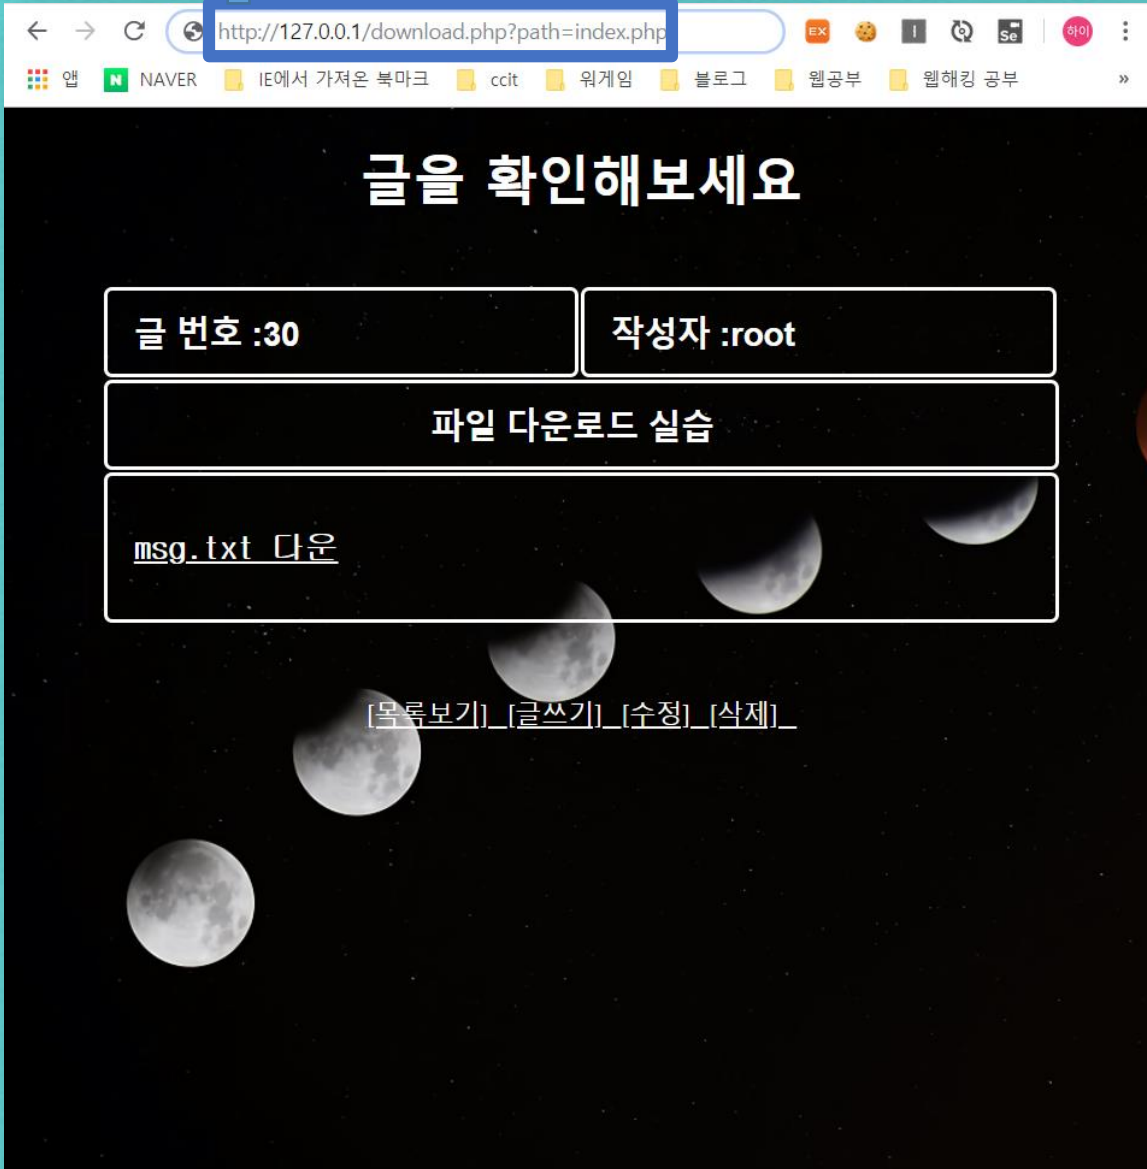 http://127.0.0.1/download.php?path=index.php
EX
Se
하이
앱
N NAVER
IE에서 가져온 북마크
ccit
워게임
블로그
웹공부
웹해킹 공부
»
글을 확인해보세요
글 번호 :30
작성자 :root
파일 다운로드 실습
msg.txt 다운
[목록보기] [글쓰기] [수정] [삭제]